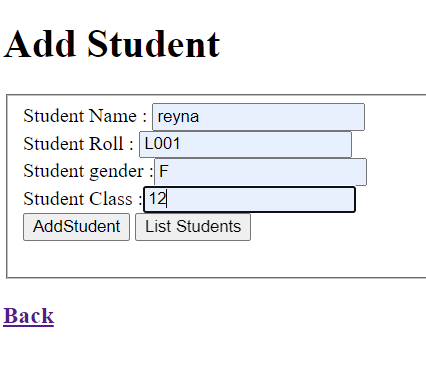 Add Student
Student Name : reyna
Student Roll : L001
Student gender :F
Student Class :12
AddStudent List Students
Back